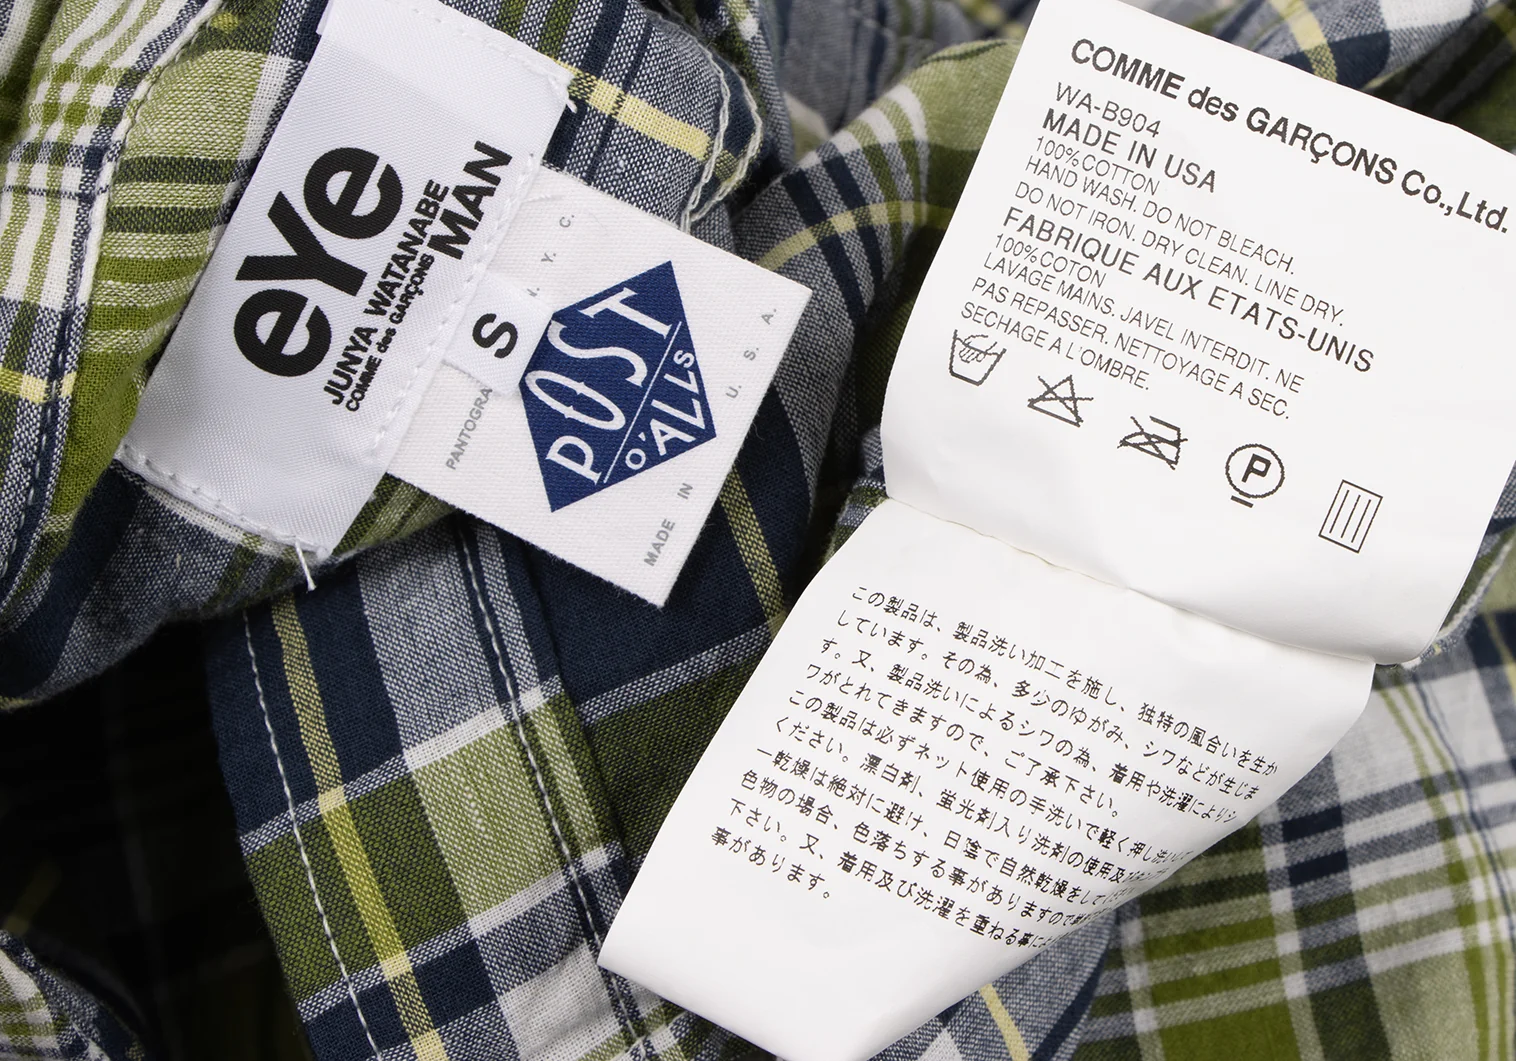 eYe
JUNYA WATANABE
COMME des GARÇONS MAN
S
N. Y. C.
POST
O'ALLS
PANTOGRA
MADE IN U. S. A.
COMME des GARÇONS Co., Ltd.
WA-B904
MADE IN USA
100% COTTON
HAND WASH. DO NOT BLEACH.
DO NOT IRON. DRY CLEAN. LINE DRY.
FABRIQUE AUX ETATS-UNIS
100% COTON
LAVAGE MAINS. JAVEL INTERDIT. NE
PAS REPASSER. NETTOYAGE A SEC.
SECHAGE A L'OMBRE.
P
この製品は、製品洗い加工を施し、独特の風合いを生か
しています。その為、多少のゆがみ、シワなどが生じま
す。又、製品洗いによるシワの為、着用や洗濯によりシ
ワがとれてきますので、ご了承下さい。
この製品は必ずネット使用の手洗いで軽く押し洗いして
ください。漂白剤、蛍光剤入り洗剤の使用及び
一乾燥は絶対に避け、日陰で自然乾燥をして
色物の場合、色落ちする事がありますので
下さい。又、着用及び洗濯を重ねる事によ
事があります。